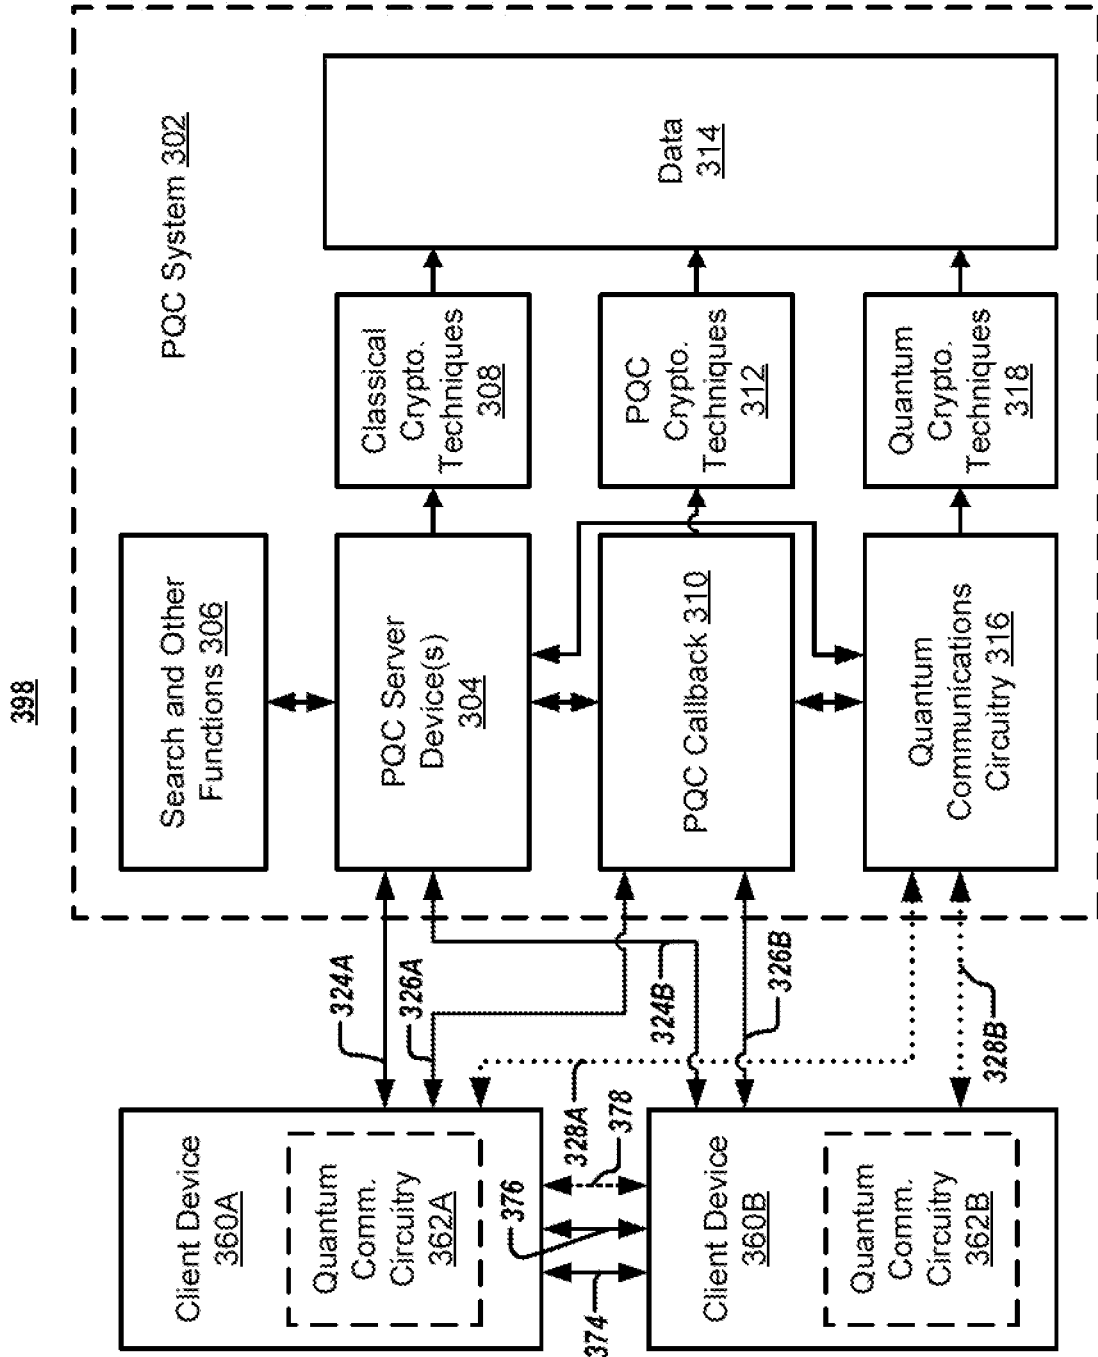 398
PQC System 302
Search and Other
Functions 306
PQC Server
Device(s)
304
Classical
Crypto.
Techniques
308
Data
314
PQC Callback 310
PQC
Crypto.
Techniques
312
Quantum
Communications
Circuitry 316
Quantum
Crypto.
Techniques
318
324A
326A
324B
326B
328A
328B
Client Device
360A
Quantum
Comm.
Circuitry
362A
374
376
378
Client Device
360B
Quantum
Comm.
Circuitry
362B